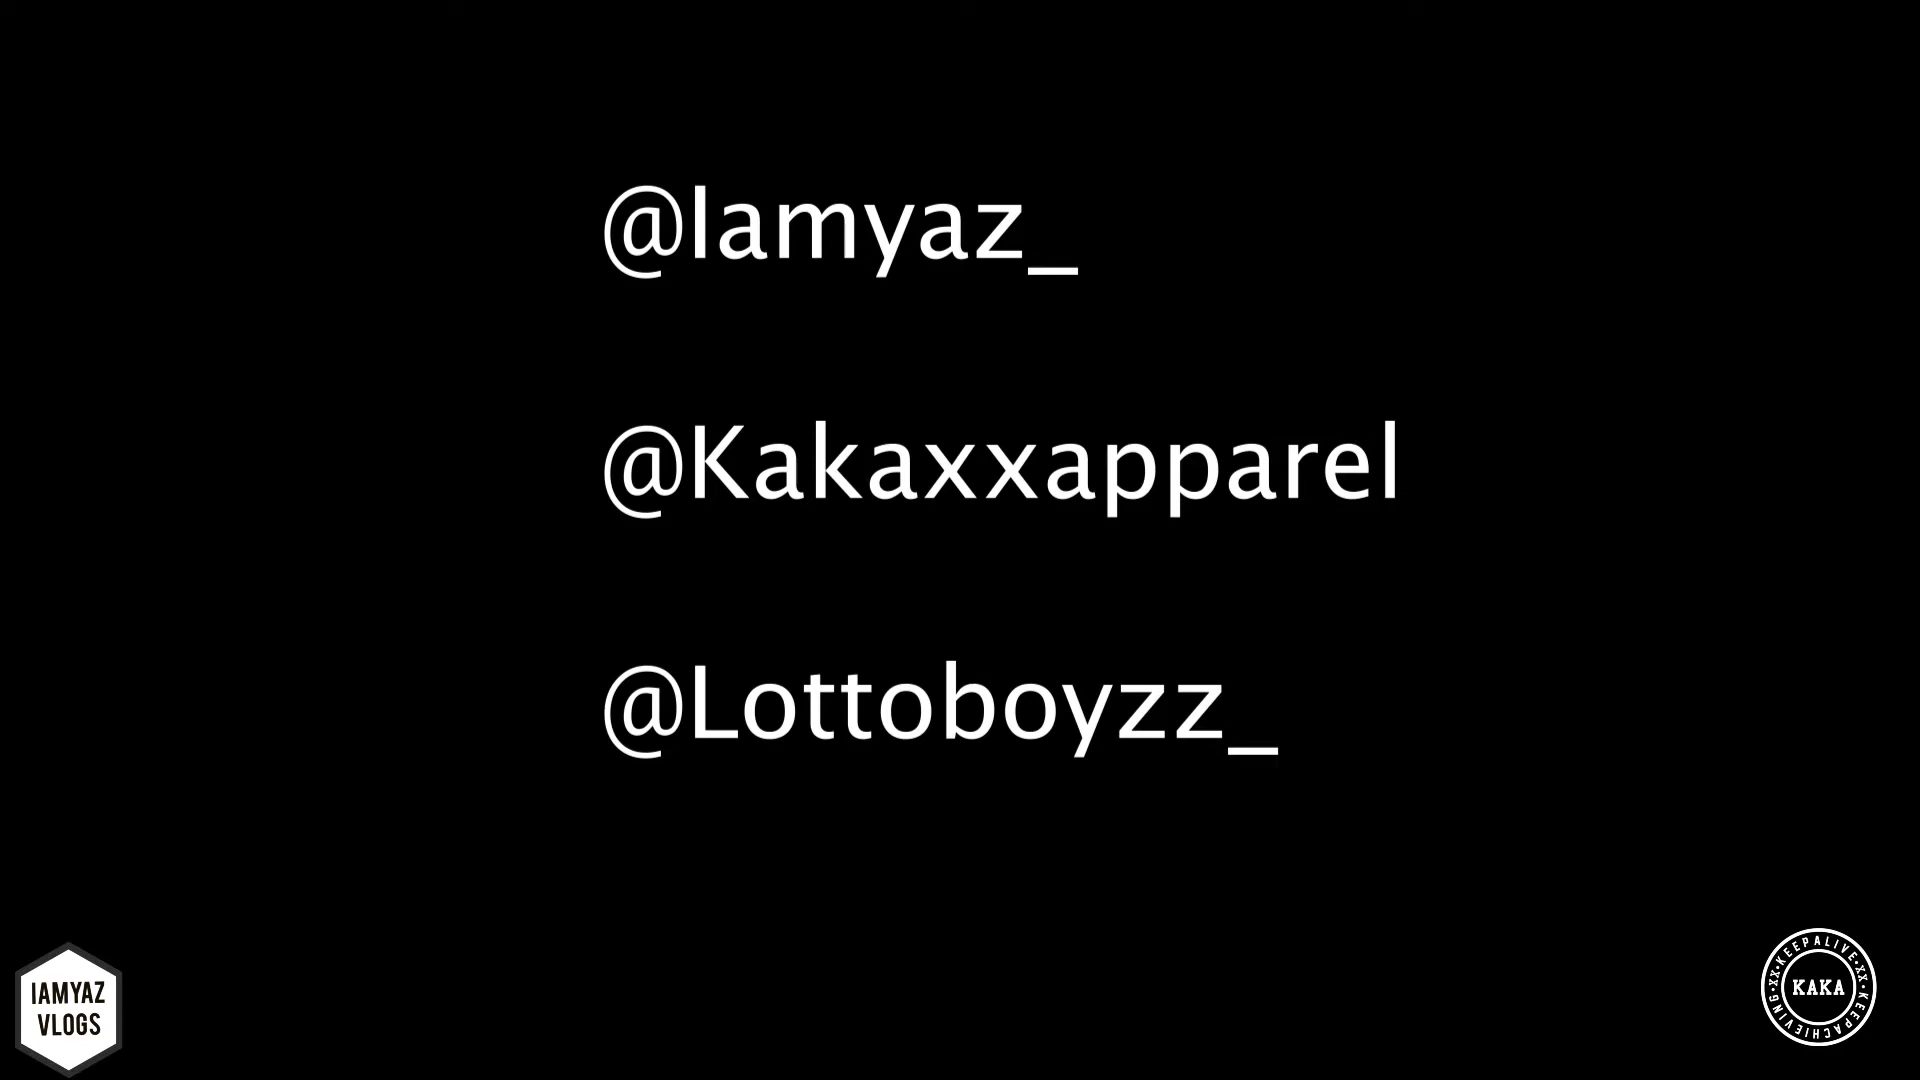 @Iamyaz_
@Kakaxxapparel
@Lottoboyzz_
IAMYAZ
VLOGS
XX•KEEPALIVE•XX•KEEPACHIEVING•
KAKA